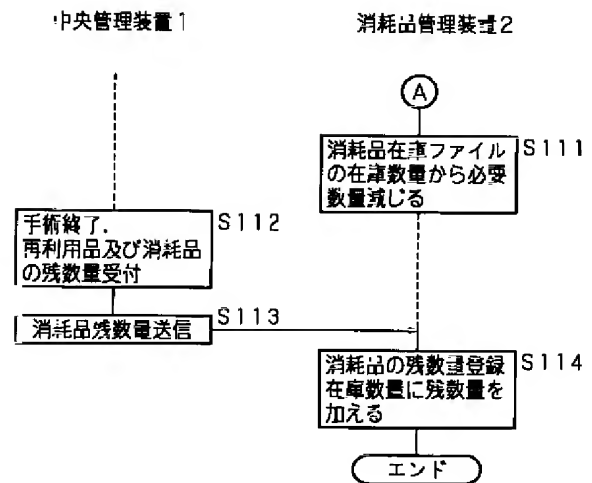 中央管理装置1
消耗品管理装置2
A
消耗品在庫ファイル
の在庫数量から必要
数量減じる
S111
手術終了.
再利用品及び消耗品
の残数量受付
S112
消耗品残数量送信
S113
消耗品の残数量登録
在庫数量に残数量を
加える
S114
エンド